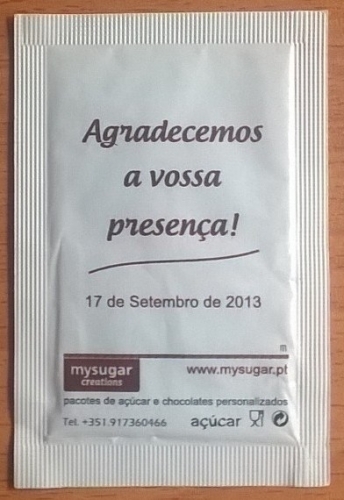 Agradecemos
a vossa
presença!
17 de Setembro de 2013
m
mysugar www.mysugar.pt
creations
pacotes de açúcar e chocolates personalizados
Tel. +351.917360466 açúcar